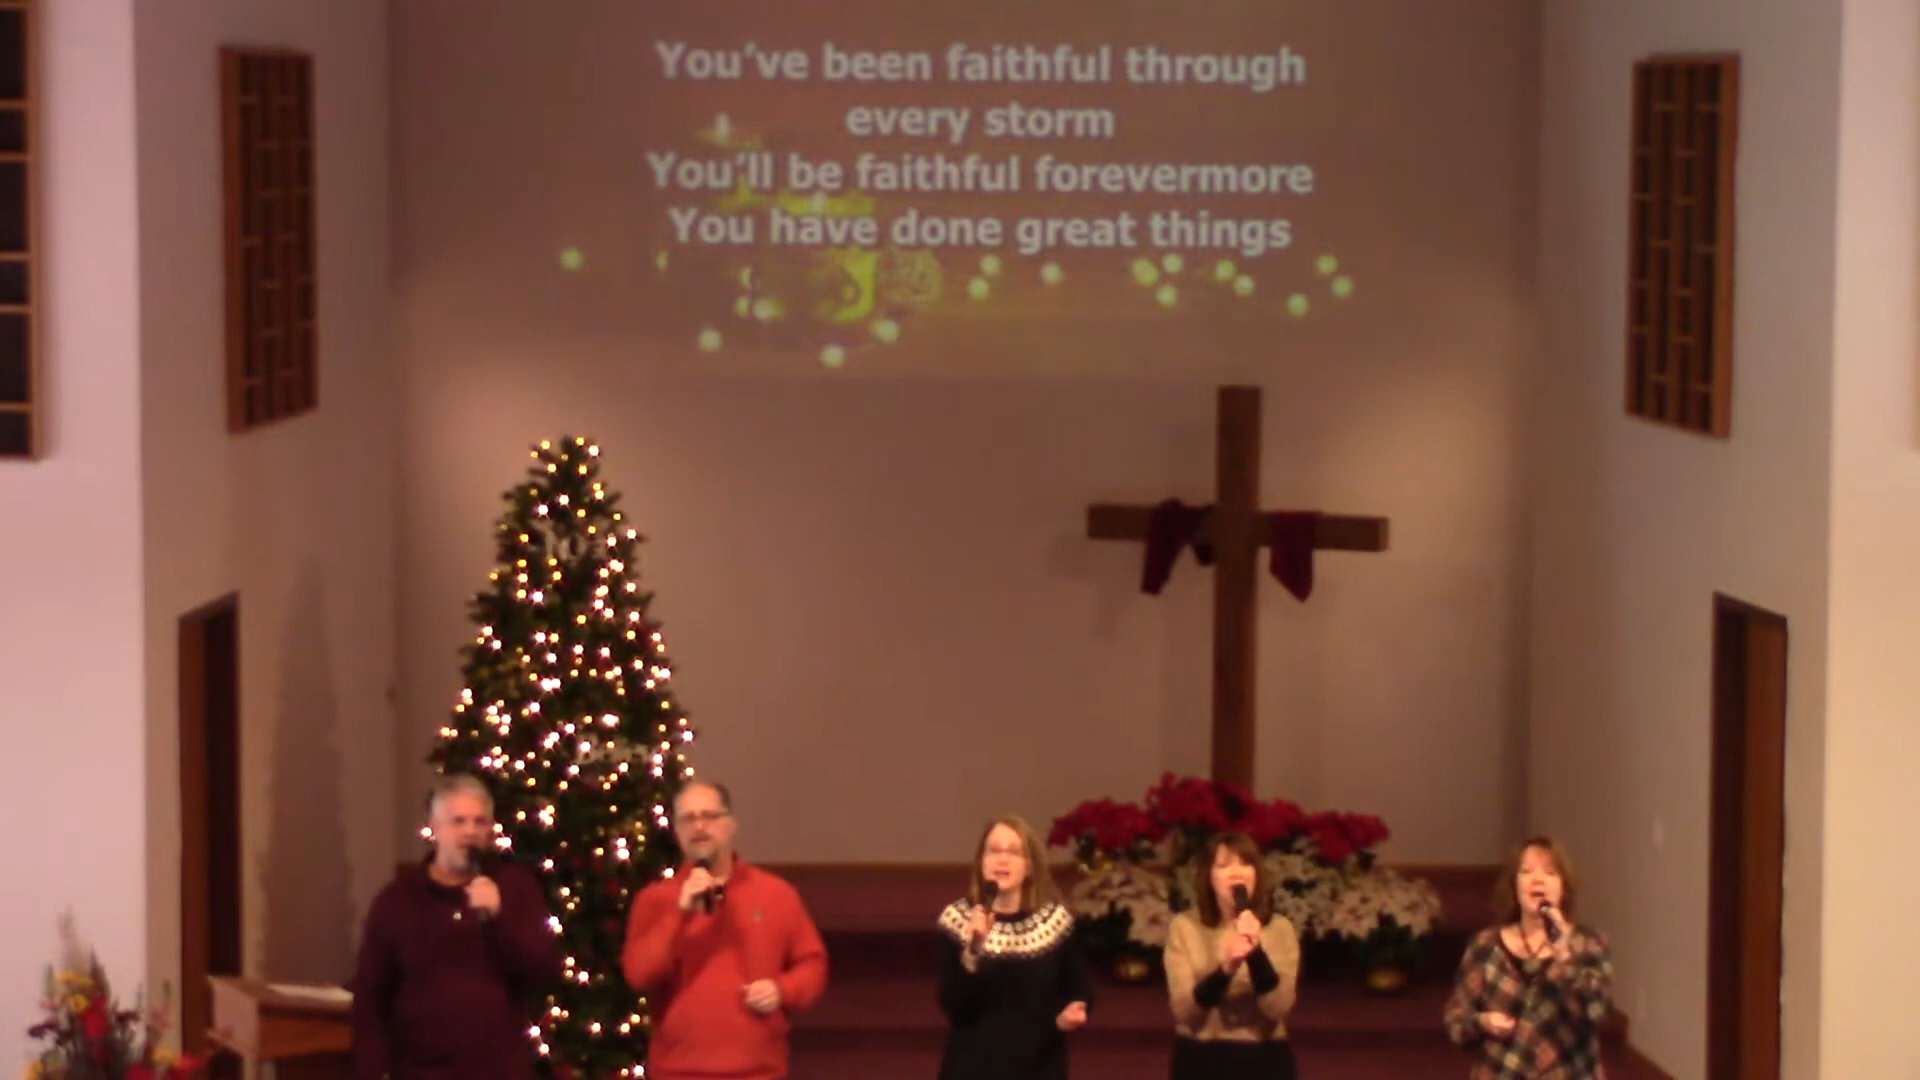 You've been faithful through
every storm
You'll be faithful forevermore
You have done great things